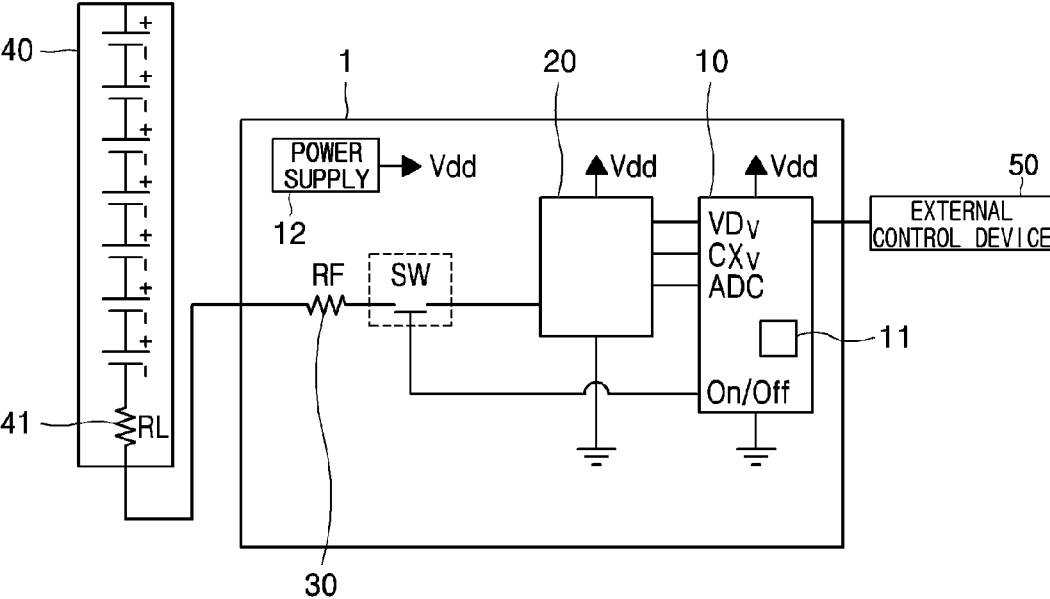 40
+
-
+
-
+
-
+
-
+
-
+
-
+
-
41
RL
1
20
10
POWER
SUPPLY
Vdd
12
Vdd
Vdd
50
EXTERNAL
CONTROL DEVICE
VDv
CXv
ADC
RF
SW
11
On/Off
30